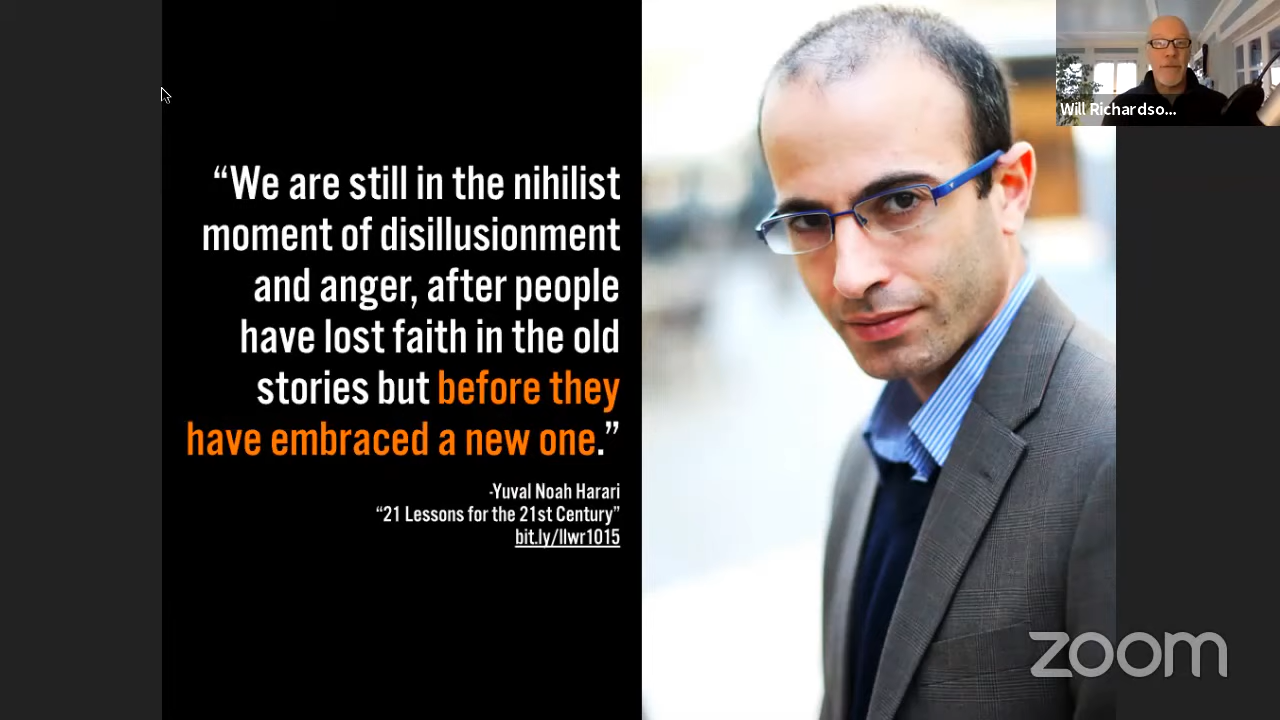 “We are still in the nihilist
moment of disillusionment
and anger, after people
have lost faith in the old
stories but before they
have embraced a new one.”
-Yuval Noah Harari
“21 Lessons for the 21st Century”
bit.ly/llwr1015
Will Richardso...
zoom